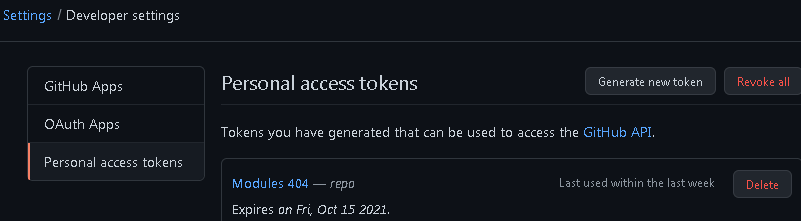 Settings / Developer settings
GitHub Apps
OAuth Apps
Personal access tokens
Personal access tokens
Generate new token
Revoke all
Tokens you have generated that can be used to access the GitHub API.
Modules 404 — repo
Last used within the last week
Delete
Expires on Fri, Oct 15 2021.